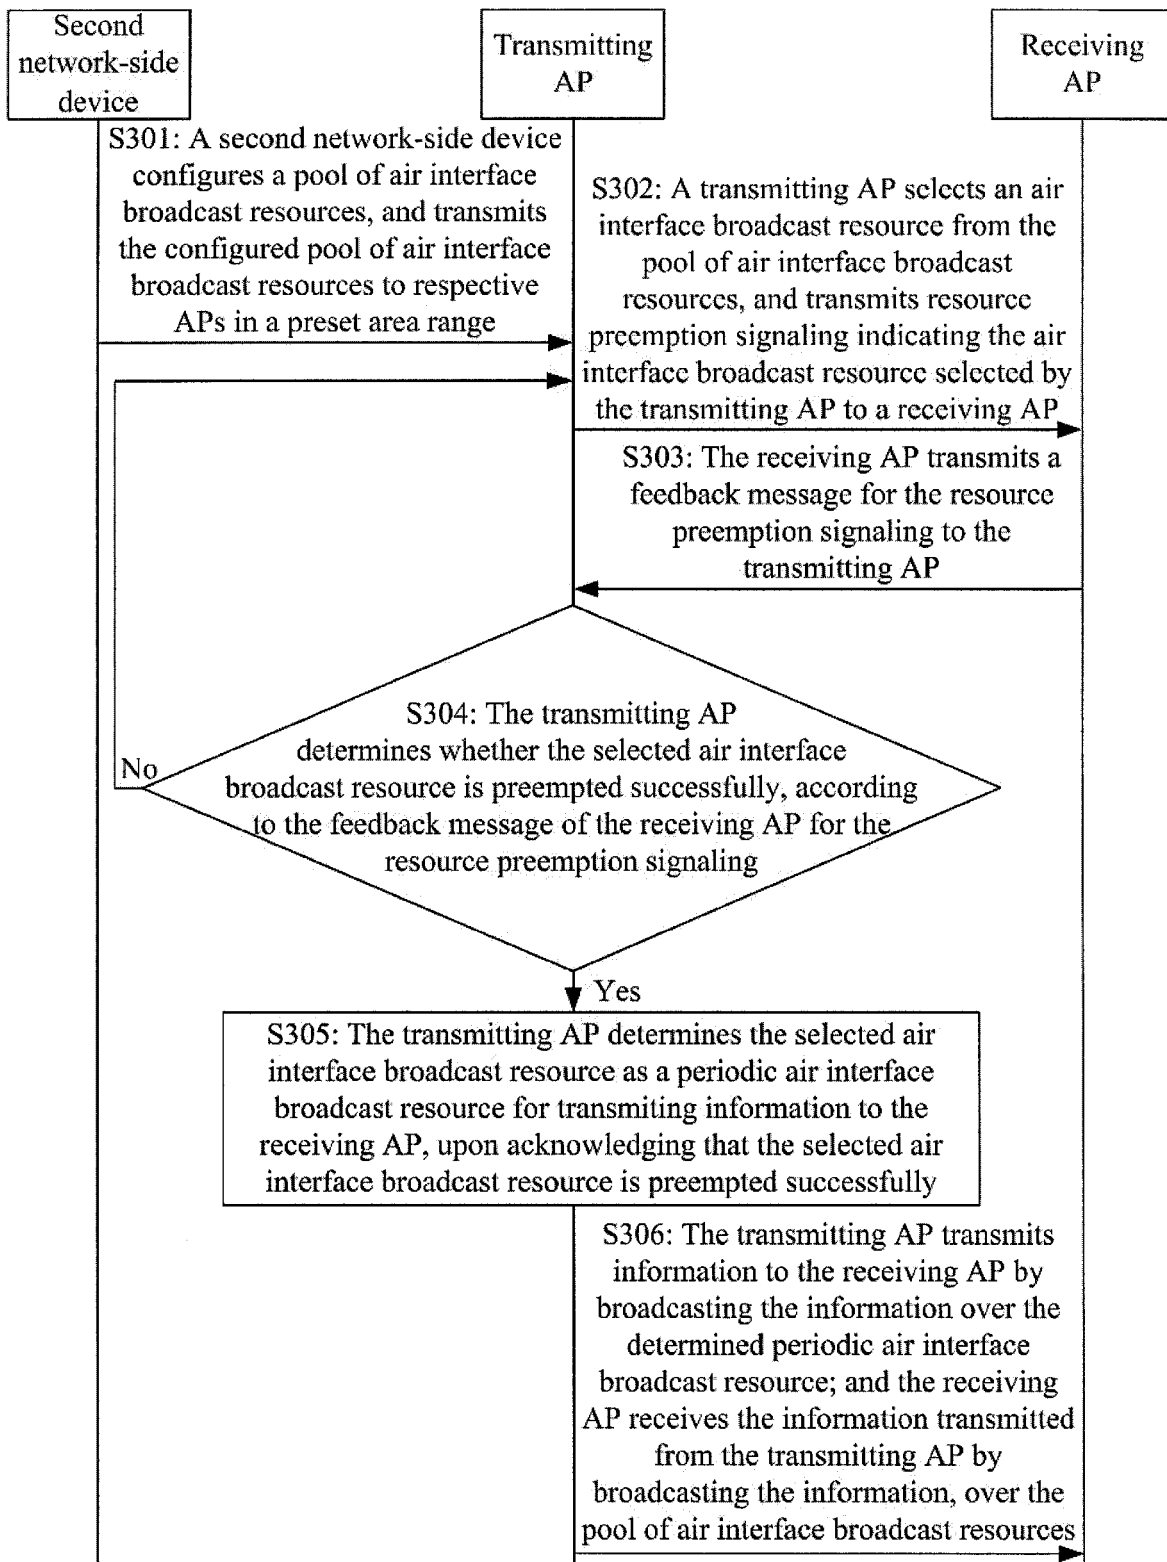 Second
network-side
device
Transmitting
AP
Receiving
AP
S301: A second network-side device
configures a pool of air interface
broadcast resources, and transmits
the configured pool of air interface
broadcast resources to respective
APs in a preset area range
S302: A transmitting AP selects an air
interface broadcast resource from the
pool of air interface broadcast
resources, and transmits resource
preemption signaling indicating the air
interface broadcast resource selected by
the transmitting AP to a receiving AP
S303: The receiving AP transmits a
feedback message for the resource
preemption signaling to the
transmitting AP
S304: The transmitting AP
determines whether the selected air interface
broadcast resource is preempted successfully, according
to the feedback message of the receiving AP for the
resource preemption signaling
No
Yes
S305: The transmitting AP determines the selected air
interface broadcast resource as a periodic air interface
broadcast resource for transmiting information to the
receiving AP, upon acknowledging that the selected air
interface broadcast resource is preempted successfully
S306: The transmitting AP transmits
information to the receiving AP by
broadcasting the information over the
determined periodic air interface
broadcast resource; and the receiving
AP receives the information transmitted
from the transmitting AP by
broadcasting the information, over the
pool of air interface broadcast resources